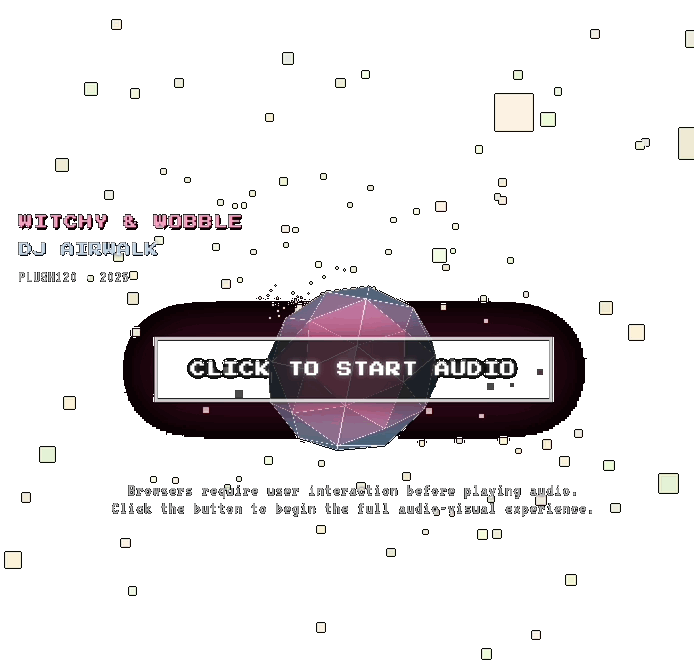 WITCHY & WOBBLE
DJ AIRWALK
PLUSH120 2025
CLICK TO START AUDIO
Browsers require user interaction before playing audio.
Click the button to begin the full audio-visual experience.